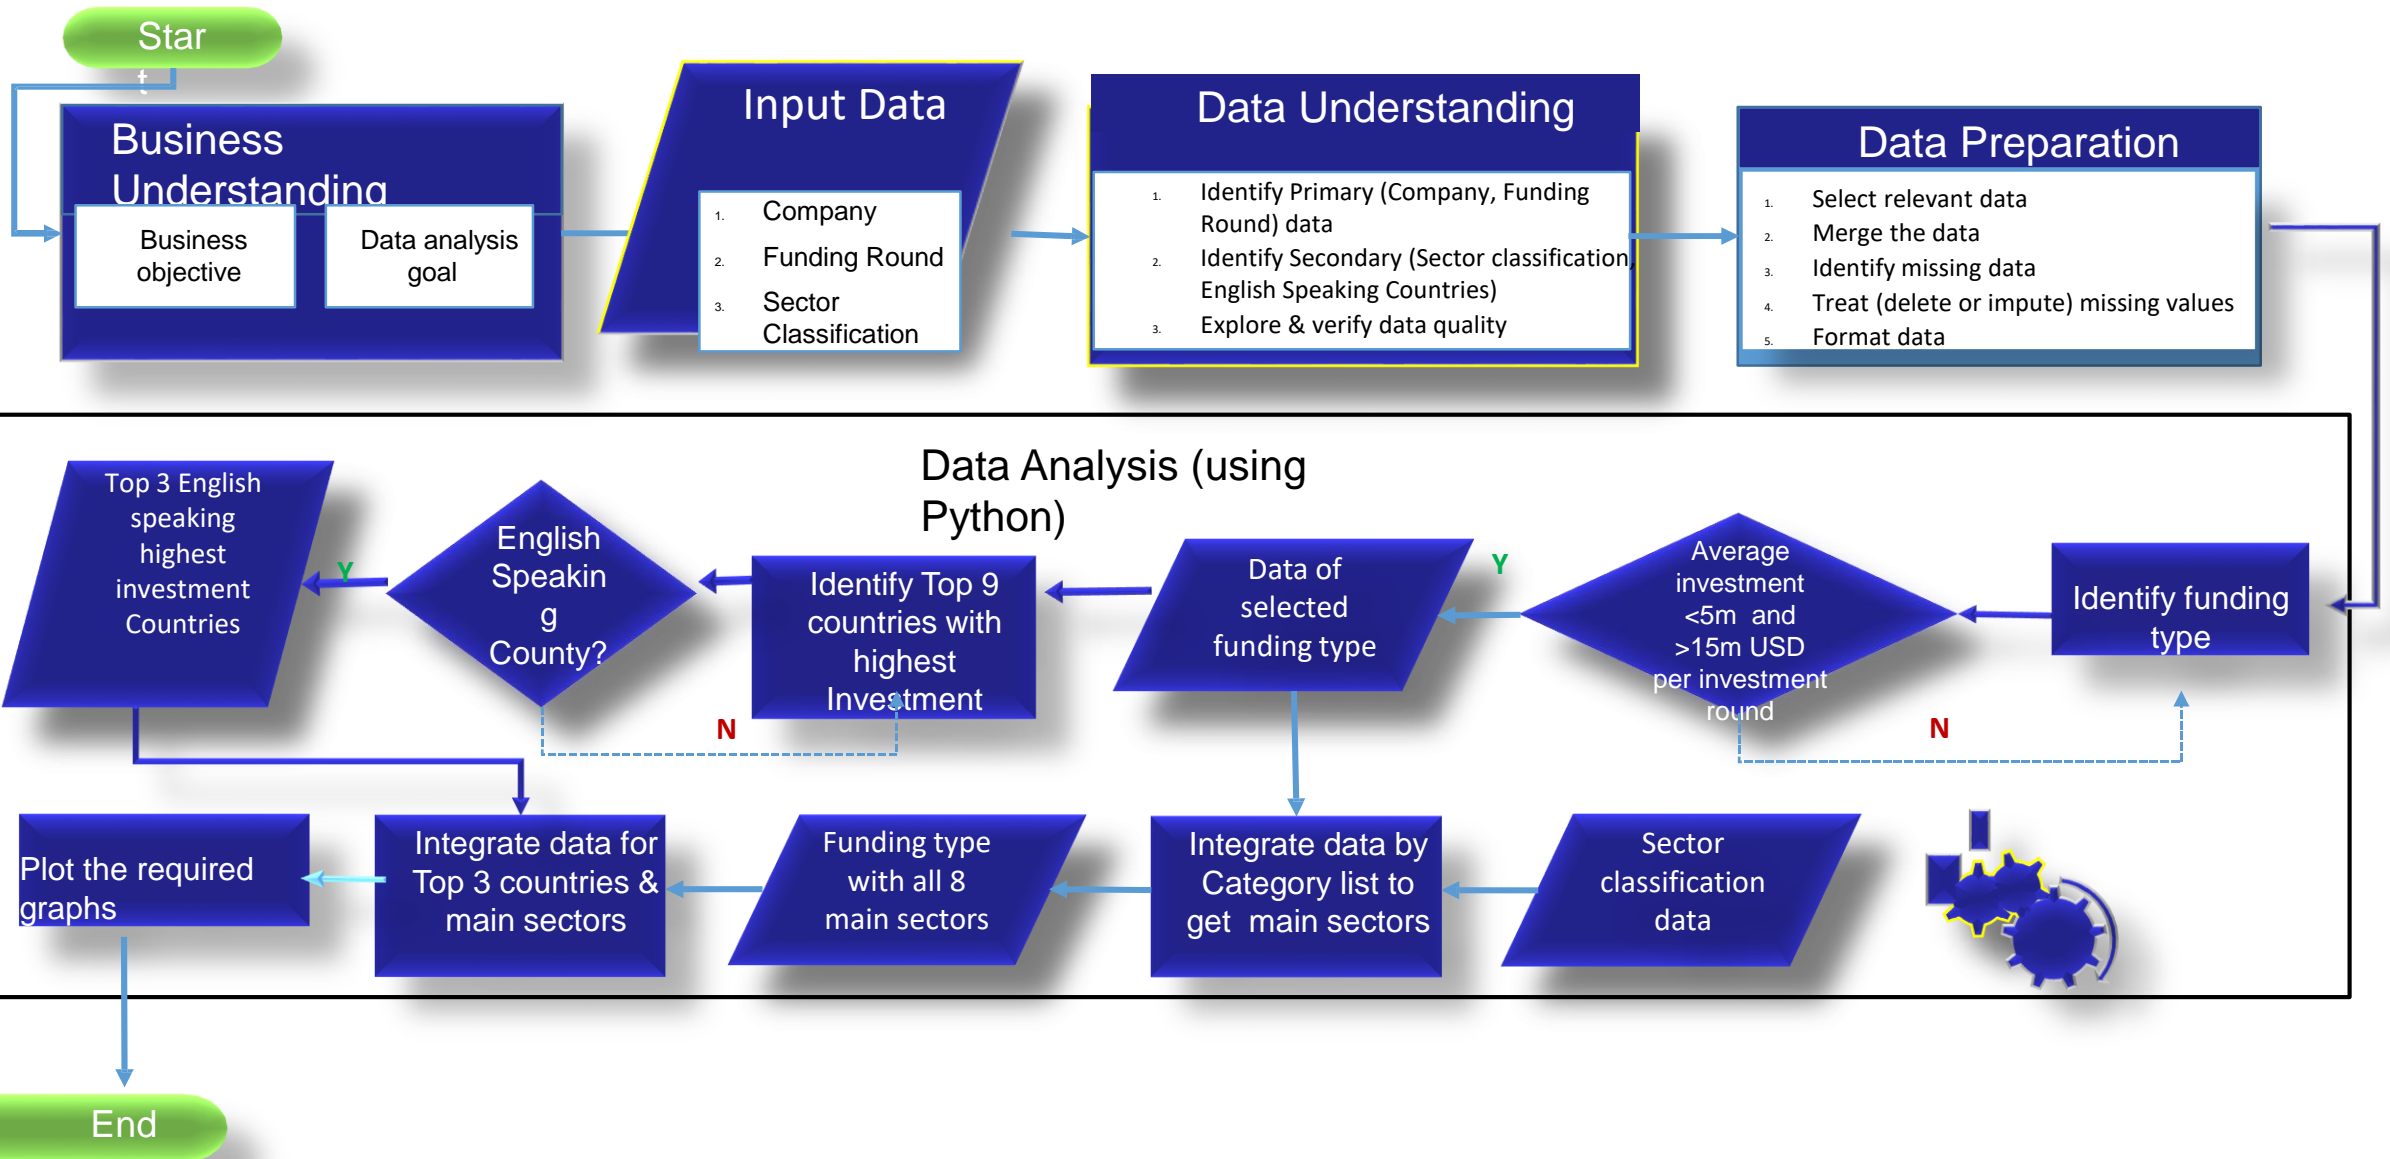 Star
t
Business
Understanding
Business
objective
Data analysis
goal
Input Data
1. Company
2. Funding Round
3. Sector
Classification
Data Understanding
1. Identify Primary (Company, Funding
Round) data
2. Identify Secondary (Sector classification,
English Speaking Countries)
3. Explore & verify data quality
Data Preparation
1. Select relevant data
2. Merge the data
3. Identify missing data
4. Treat (delete or impute) missing values
5. Format data
Data Analysis (using
Python)
Top 3 English
speaking
highest
investment
Countries
Y
English
Speakin
g
County?
N
Identify Top 9
countries with
highest
Investment
Data of
selected
funding type
Y
Average
investment
<5m and
>15m USD
per investment
round
N
Identify funding
type
Plot the required
graphs
Integrate data for
Top 3 countries &
main sectors
Funding type
with all 8
main sectors
Integrate data by
Category list to
get main sectors
Sector
classification
data
End